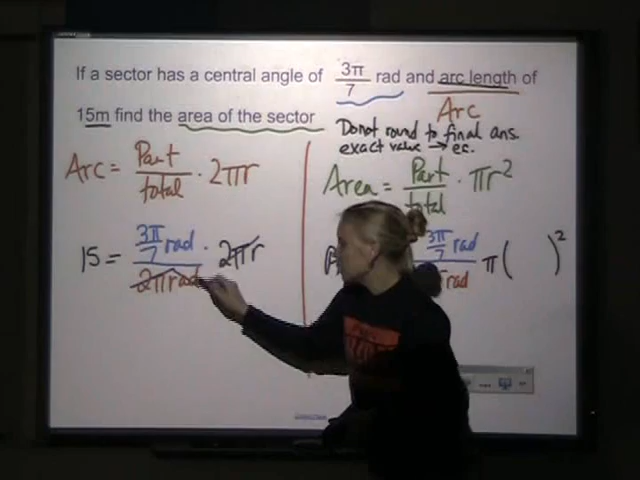 If a sector has a central angle of 3π/7 rad and arc length of
Arc
15m find the area of the sector
Do not round to final ans.
exact value → ec.
Arc = Part/total · 2πr
Area = Part/total · πr²
15 = 3π/7 rad / 2π rad · 2πr
3π/7 rad / rad π( )²